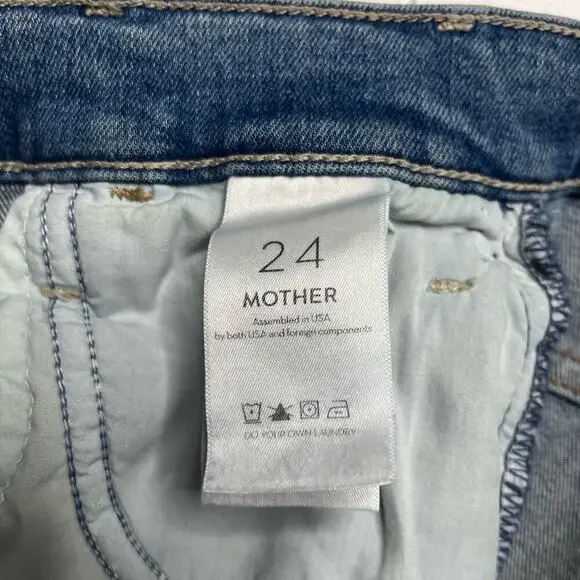 24
MOTHER
Assembled in USA
by both USA and foreign components
DO YOUR OWN LAUNDRY